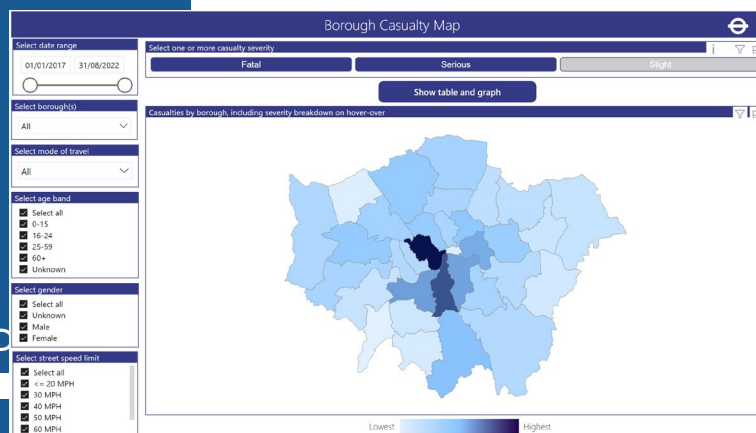 Borough Casualty Map
Select date range
01/01/2017 31/08/2022
Select borough(s)
All
Select mode of travel
All
Select age band
Select all
0-15
16-24
25-59
60+
Unknown
Select gender
Select all
Unknown
Male
Female
Select street speed limit
Select all
<= 20 MPH
30 MPH
40 MPH
50 MPH
60 MPH
Select one or more casualty severity
Fatal Serious Slight
Show table and graph
Casualties by borough, including severity breakdown on hover-over
Lowest Highest